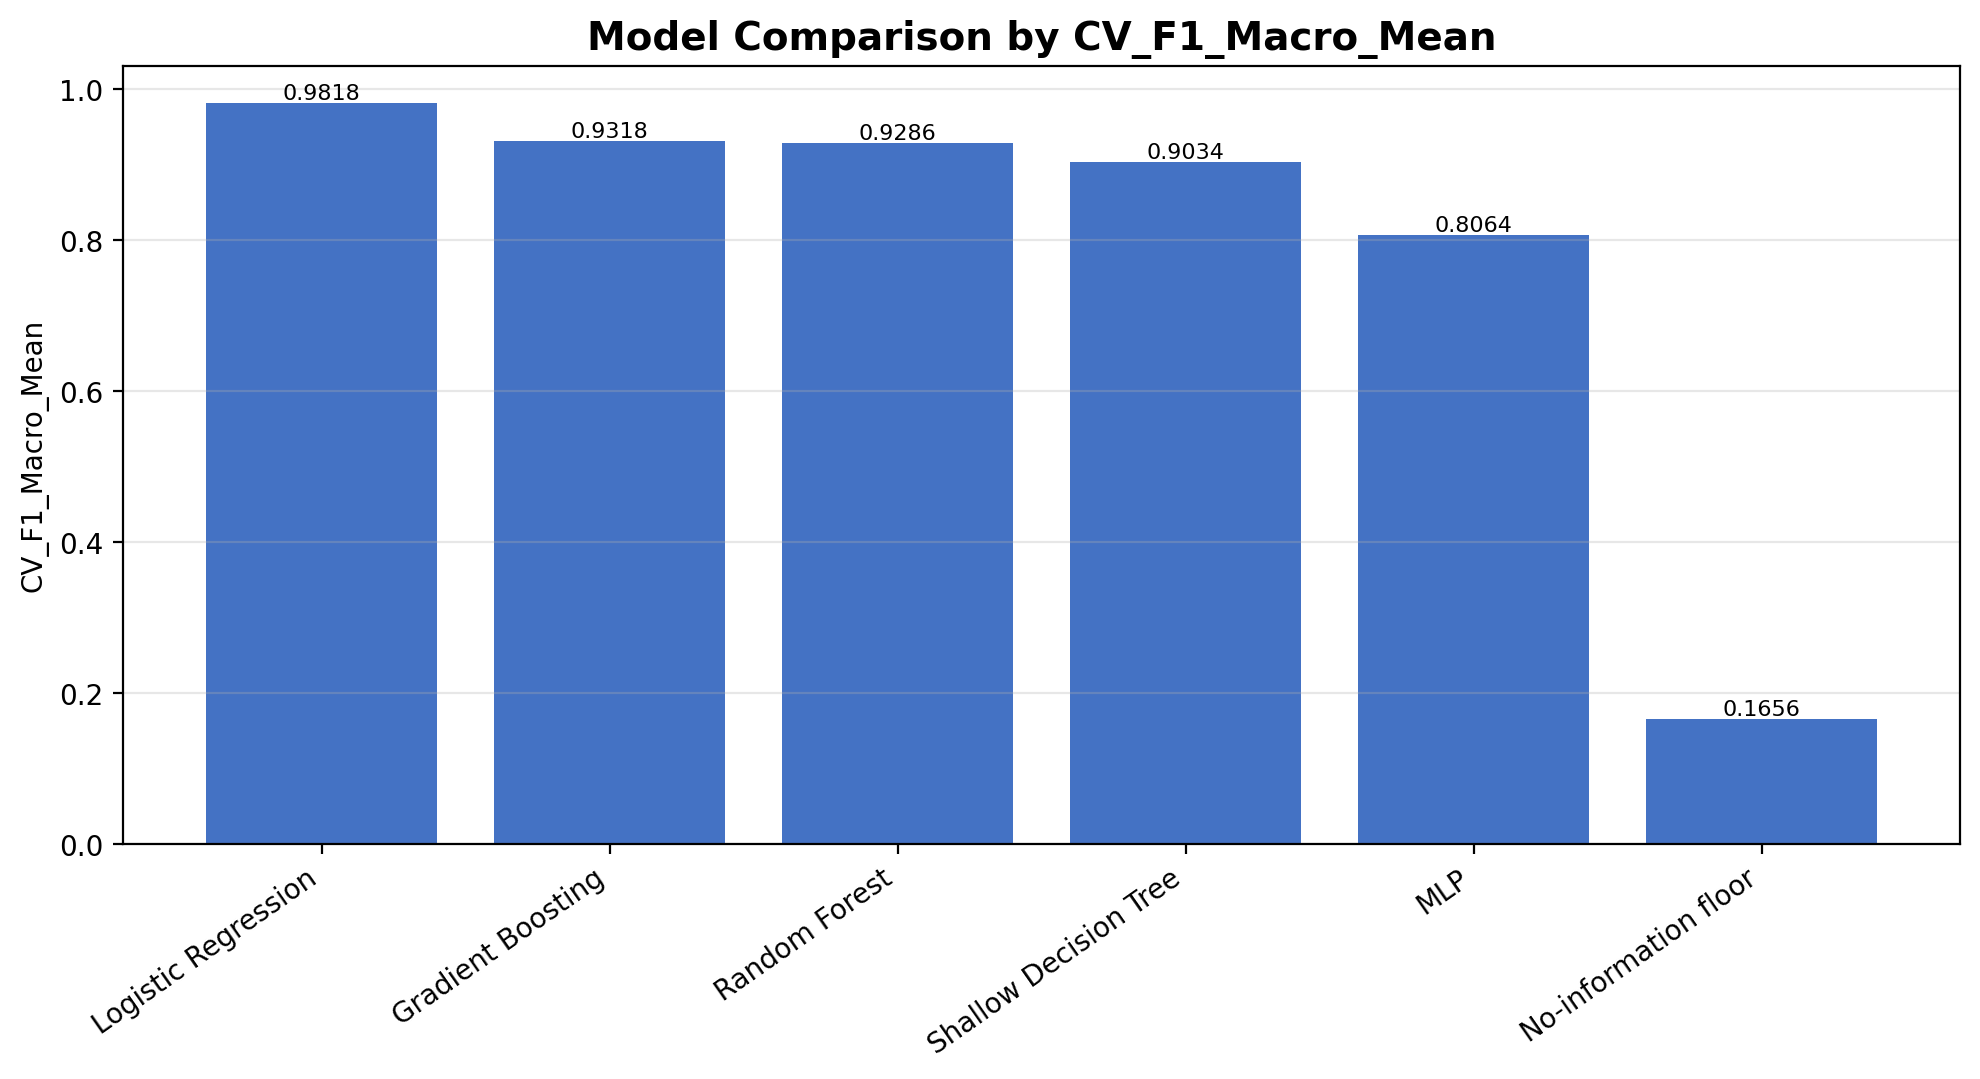 Model Comparison by CV_F1_Macro_Mean
CV_F1_Macro_Mean
1.0
0.8
0.6
0.4
0.2
0.0
0.9818
0.9318
0.9286
0.9034
0.8064
0.1656
Logistic Regression
Gradient Boosting
Random Forest
Shallow Decision Tree
MLP
No-information floor